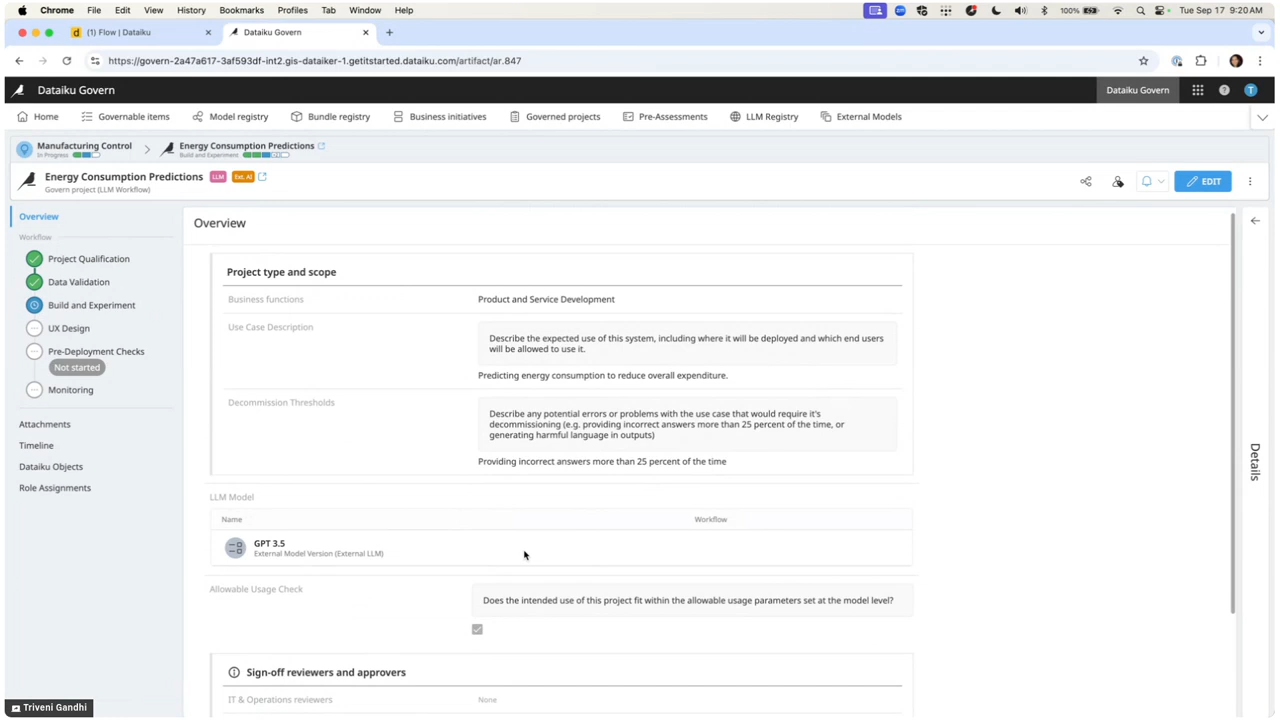 Chrome File Edit View History Bookmarks Profiles Tab Window Help 100% Tue Sep 17 9:20 AM
(1) Flow | Dataiku Dataiku Govern
https://govern-2a47a617-3af593df-int2.gis-dataiker-1.getitstarted.dataiku.com/artifact/ar.847
Dataiku Govern Dataiku Govern T
Home Governable items Model registry Bundle registry Business initiatives Governed projects Pre-Assessments LLM Registry External Models
Manufacturing Control Energy Consumption Predictions
In Progress Build and Experiment
Energy Consumption Predictions LLM Ext. AI EDIT
Govern project (LLM Workflow)
Overview
Workflow
Project Qualification
Data Validation
Build and Experiment
UX Design
Pre-Deployment Checks
Not started
Monitoring
Attachments
Timeline
Dataiku Objects
Role Assignments
Overview
Project type and scope
Business functions Product and Service Development
Use Case Description Describe the expected use of this system, including where it will be deployed and which end users
will be allowed to use it.
Predicting energy consumption to reduce overall expenditure.
Decommission Thresholds Describe any potential errors or problems with the use case that would require it's
decommissioning (e.g. providing incorrect answers more than 25 percent of the time, or
generating harmful language in outputs)
Providing incorrect answers more than 25 percent of the time
LLM Model
Name Workflow
GPT 3.5
External Model Version (External LLM)
Allowable Usage Check Does the intended use of this project fit within the allowable usage parameters set at the model level?
Sign-off reviewers and approvers
IT & Operations reviewers None
Details
Triveni Gandhi